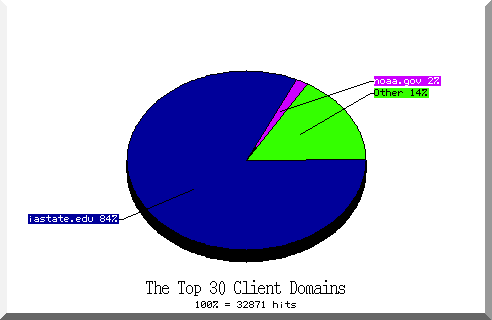 noaa.gov 2%
Other 14%
iastate.edu 84%
The Top 30 Client Domains
100% = 32871 hits